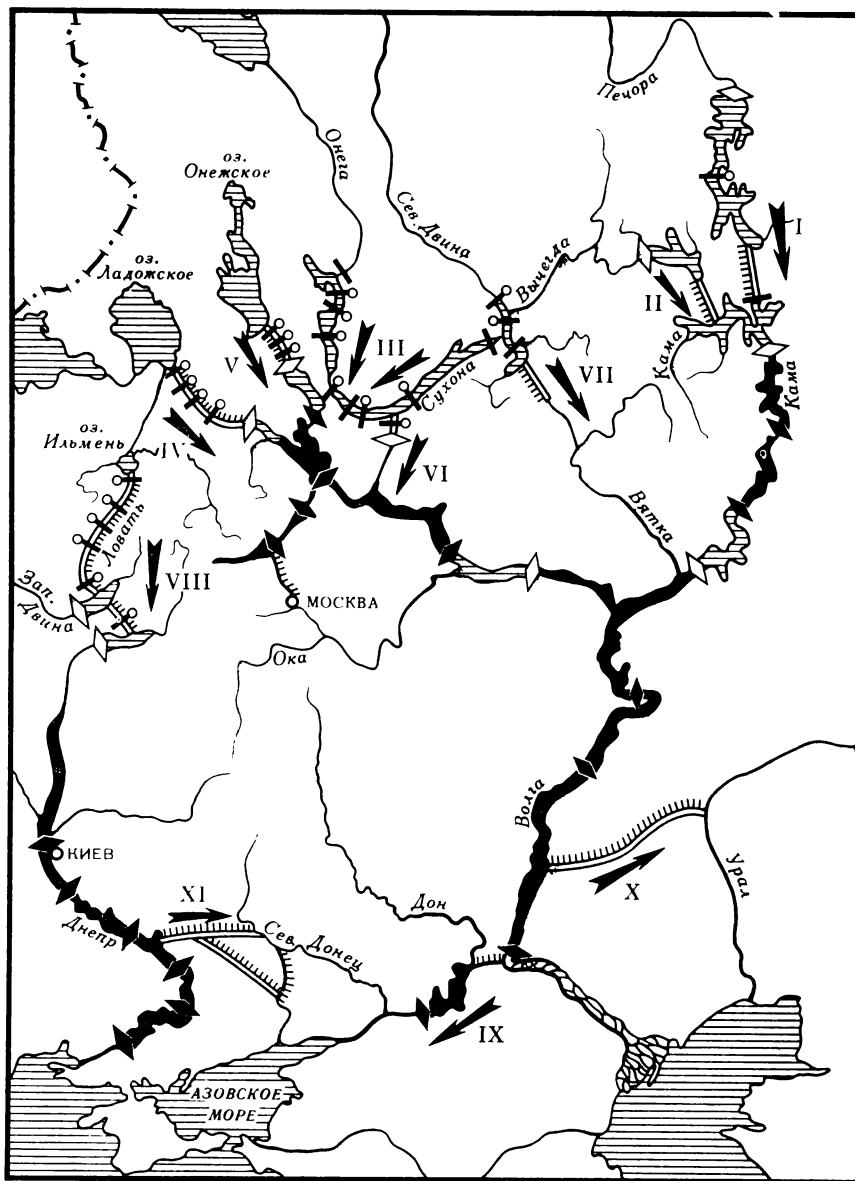 Печора
оз.
Онежское
Онега
Сев. Двина
Вычегда
I
оз.
Ладожское
II
V
III
Кама
VII
Сухона
Кама
оз.
Ильмень
IV
VI
Ловать
Вятка
VIII
Зап.
Двина
МОСКВА
Ока
Волга
КИЕВ
X
Урал
XI
Дон
Днепр
Сев. Донец
IX
АЗОВСКОЕ
МОРЕ